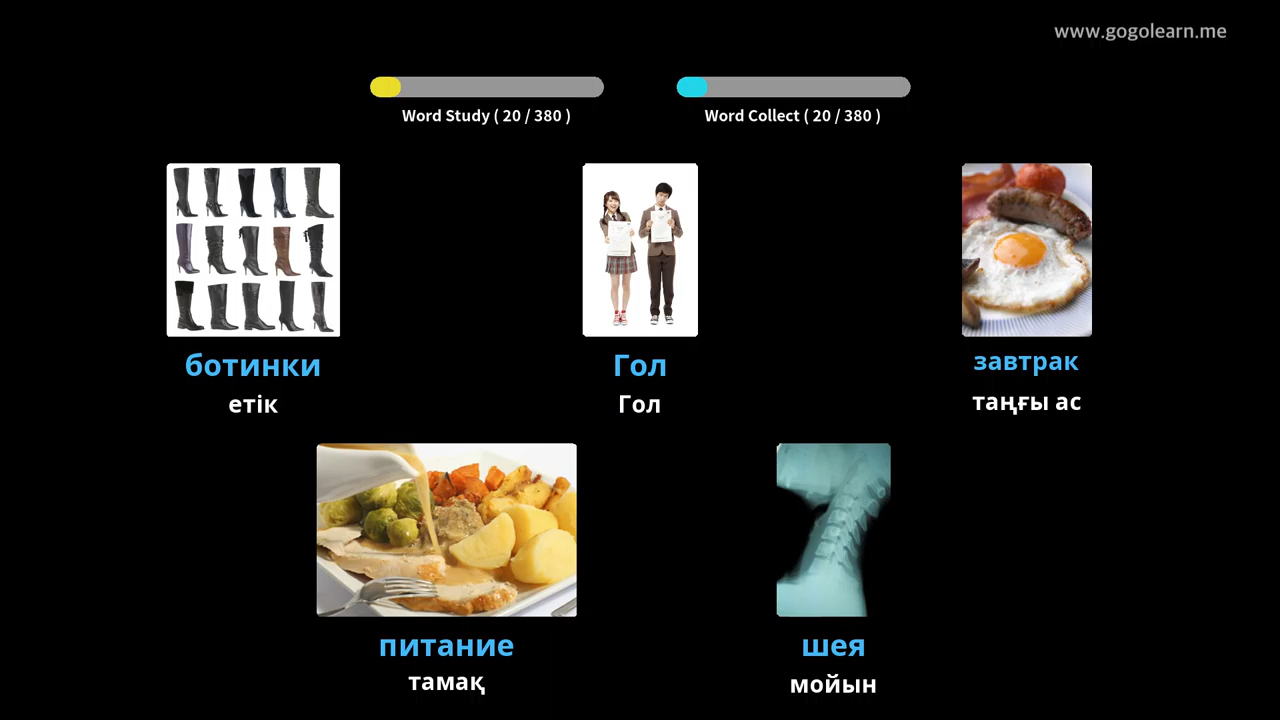 www.gogolearn.me
Word Study ( 20 / 380 )
Word Collect ( 20 / 380 )
ботинки
етік
Гол
Гол
завтрак
таңғы ас
питание
тамақ
шея
мойын